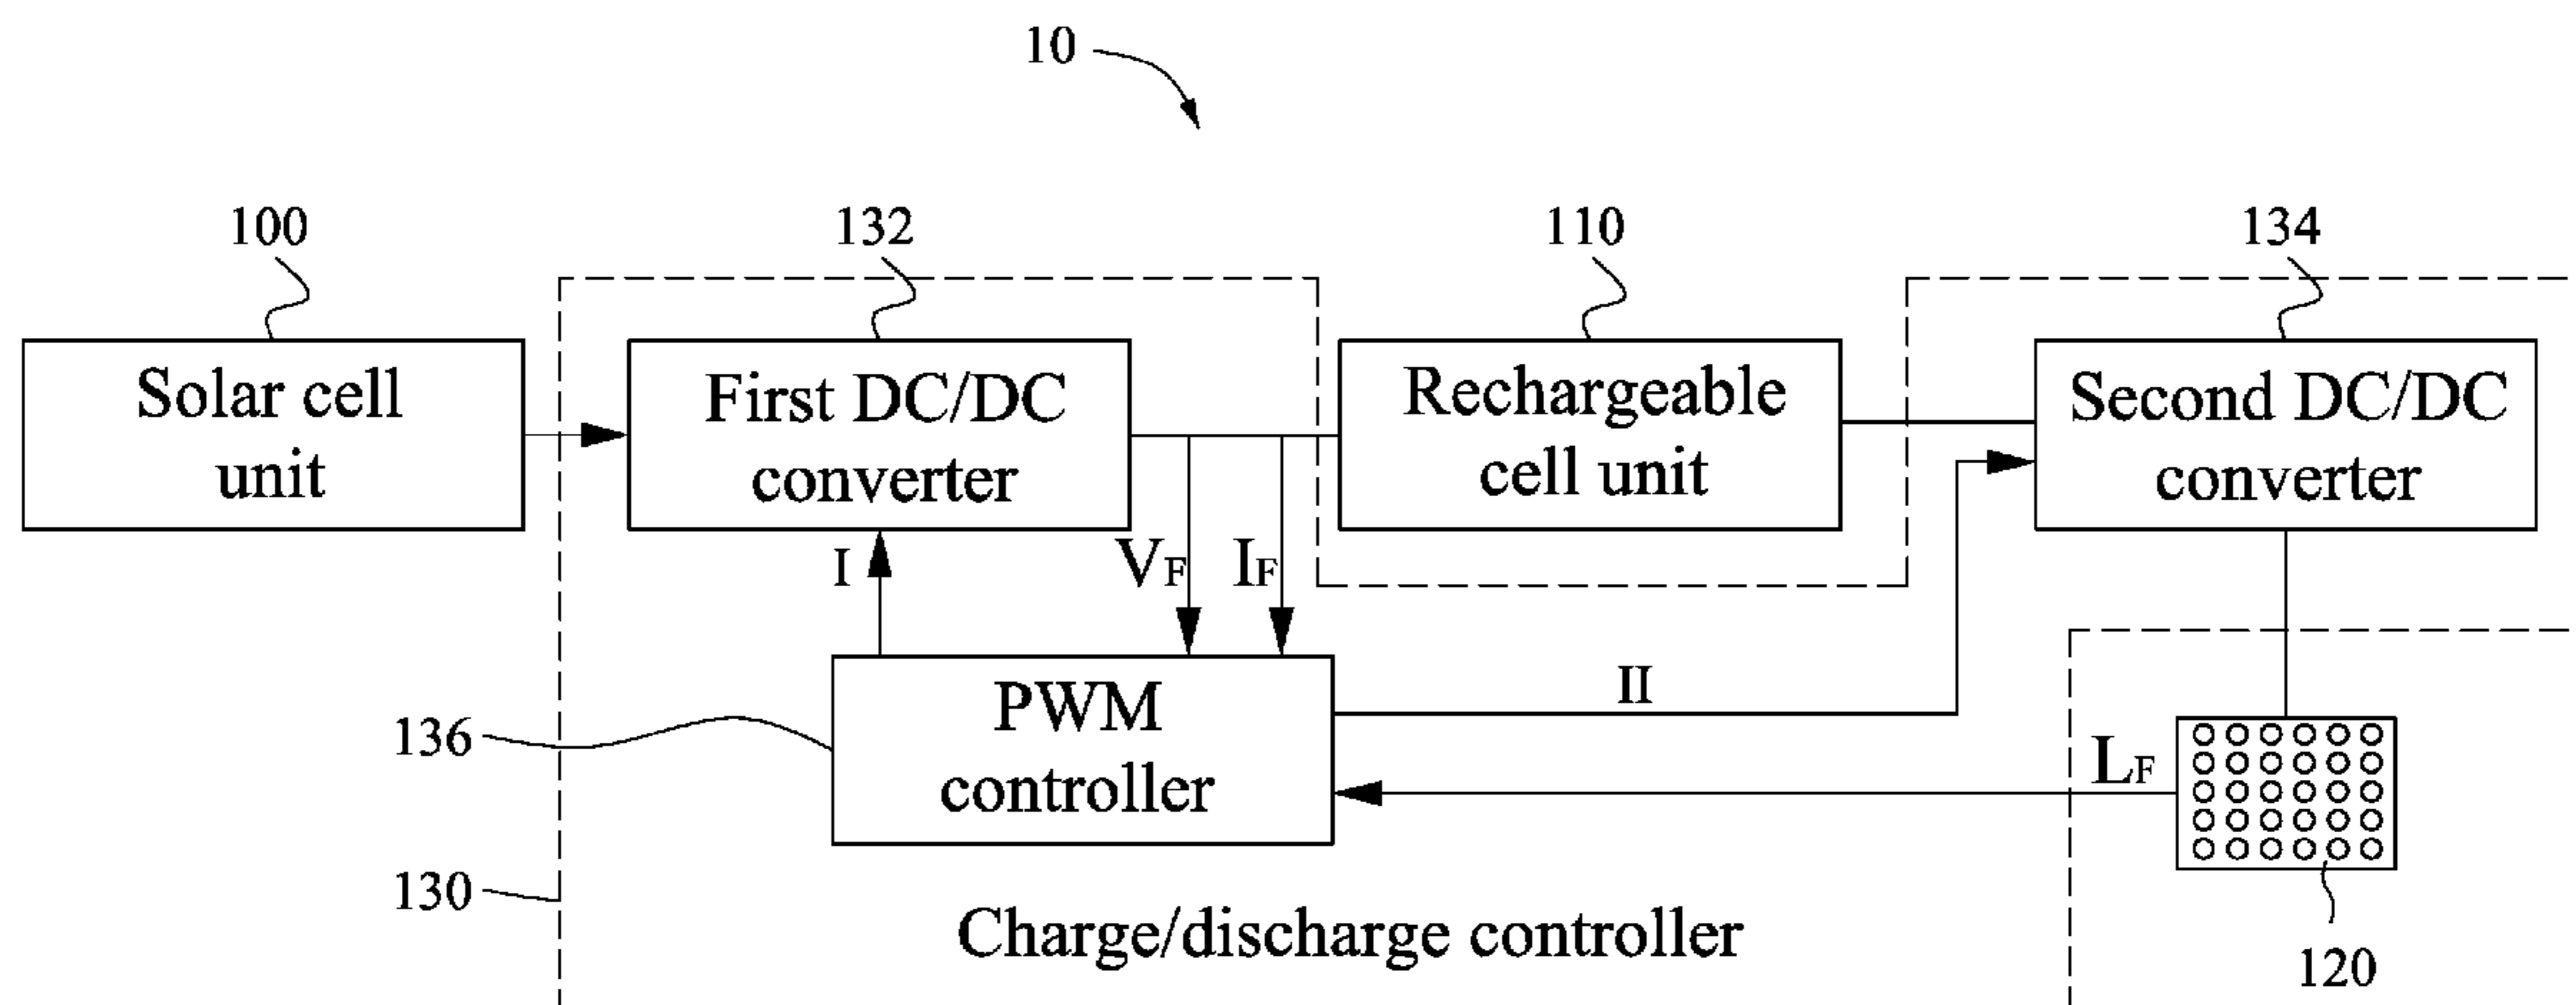 10
100
132
110
134
Solar cell
unit
First DC/DC
converter
Rechargeable
cell unit
Second DC/DC
converter
I
VF
IF
PWM
controller
II
136
LF
130
Charge/discharge controller
120